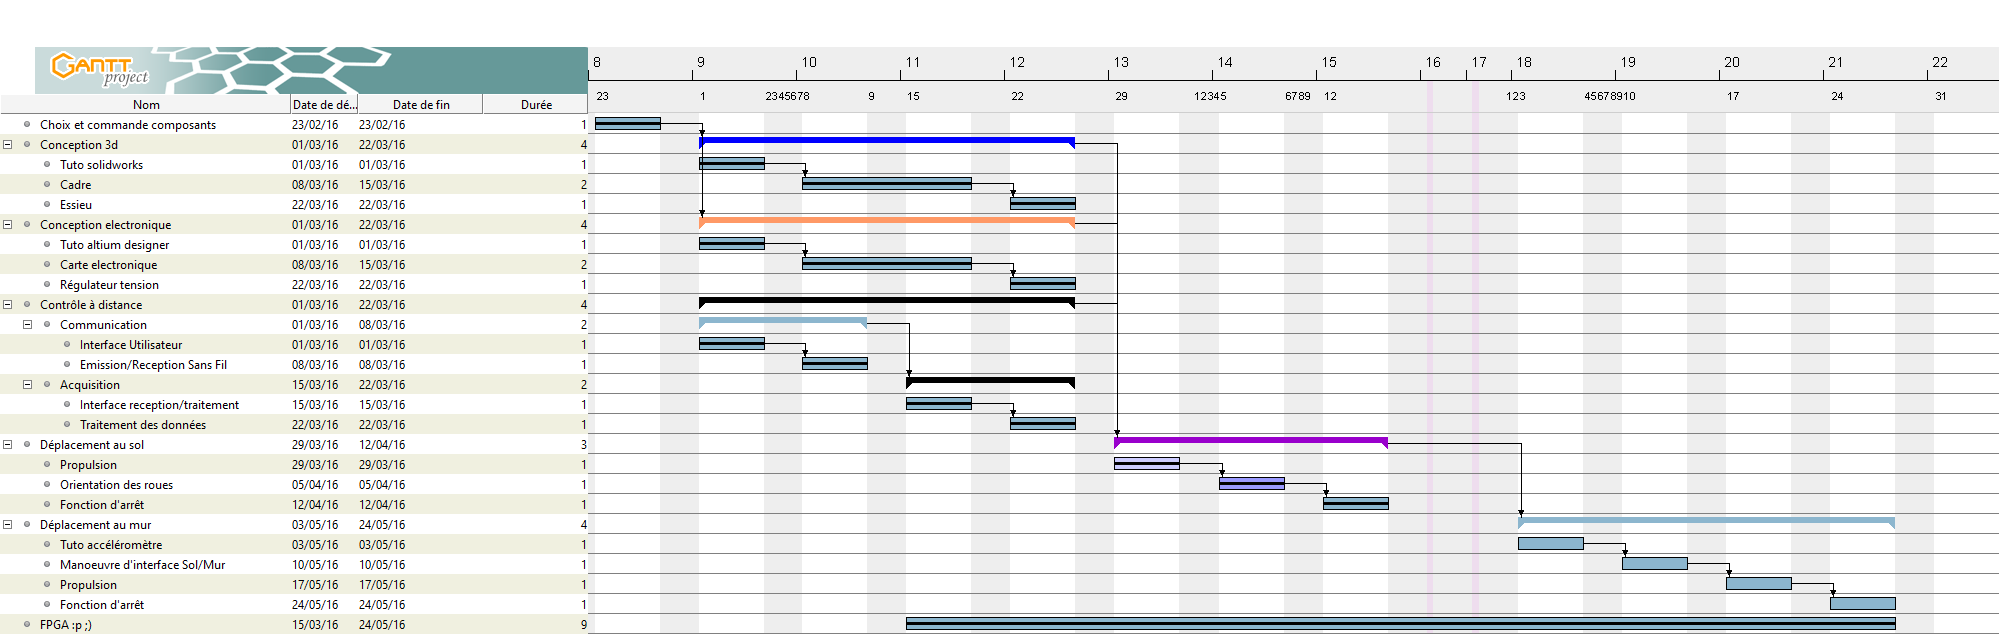 GANTT
project
8 9 10 11 12 13 14 15 16 17 18 19 20 21 22
23 1 2345678 9 15 22 29 12345 6789 12 123 45678910 17 24 31
Nom Date de dé... Date de fin Durée
Choix et commande composants 23/02/16 23/02/16 1
Conception 3d 01/03/16 22/03/16 4
Tuto solidworks 01/03/16 01/03/16 1
Cadre 08/03/16 15/03/16 2
Essieu 22/03/16 22/03/16 1
Conception electronique 01/03/16 22/03/16 4
Tuto altium designer 01/03/16 01/03/16 1
Carte electronique 08/03/16 15/03/16 2
Régulateur tension 22/03/16 22/03/16 1
Contrôle à distance 01/03/16 22/03/16 4
Communication 01/03/16 08/03/16 2
Interface Utilisateur 01/03/16 01/03/16 1
Emission/Reception Sans Fil 08/03/16 08/03/16 1
Acquisition 15/03/16 22/03/16 2
Interface reception/traitement 15/03/16 15/03/16 1
Traitement des données 22/03/16 22/03/16 1
Déplacement au sol 29/03/16 12/04/16 3
Propulsion 29/03/16 29/03/16 1
Orientation des roues 05/04/16 05/04/16 1
Fonction d'arrêt 12/04/16 12/04/16 1
Déplacement au mur 03/05/16 24/05/16 4
Tuto accéléromètre 03/05/16 03/05/16 1
Manoeuvre d'interface Sol/Mur 10/05/16 10/05/16 1
Propulsion 17/05/16 17/05/16 1
Fonction d'arrêt 24/05/16 24/05/16 1
FPGA :p ;) 15/03/16 24/05/16 9